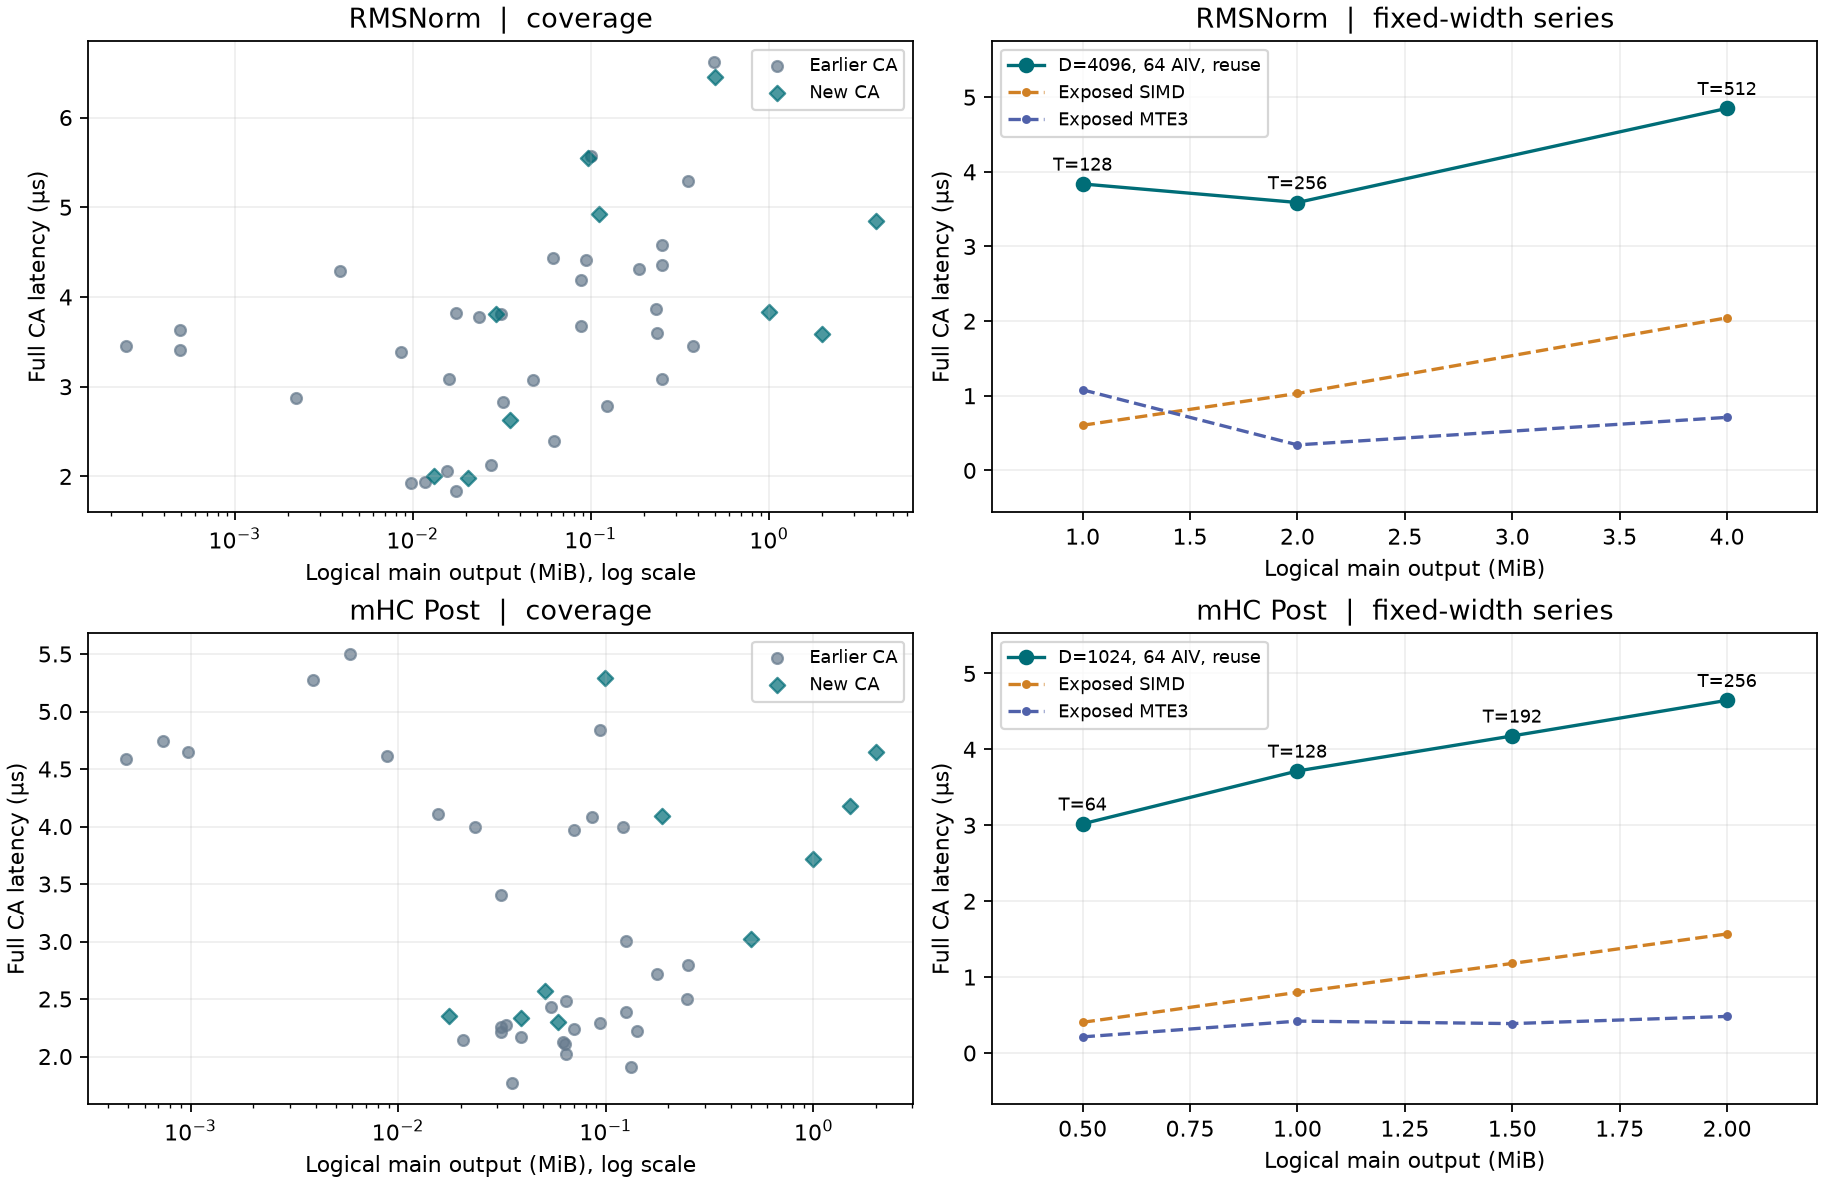 RMSNorm | coverage
Full CA latency (µs)
6
5
4
3
2
Earlier CA
New CA
10⁻³
10⁻²
10⁻¹
10⁰
Logical main output (MiB), log scale
RMSNorm | fixed-width series
Full CA latency (µs)
5
4
3
2
1
0
D=4096, 64 AIV, reuse
Exposed SIMD
Exposed MTE3
T=128
T=256
T=512
1.0
1.5
2.0
2.5
3.0
3.5
4.0
Logical main output (MiB)
mHC Post | coverage
Full CA latency (µs)
5.5
5.0
4.5
4.0
3.5
3.0
2.5
2.0
Earlier CA
New CA
10⁻³
10⁻²
10⁻¹
10⁰
Logical main output (MiB), log scale
mHC Post | fixed-width series
Full CA latency (µs)
5
4
3
2
1
0
D=1024, 64 AIV, reuse
Exposed SIMD
Exposed MTE3
T=64
T=128
T=192
T=256
0.50
0.75
1.00
1.25
1.50
1.75
2.00
Logical main output (MiB)